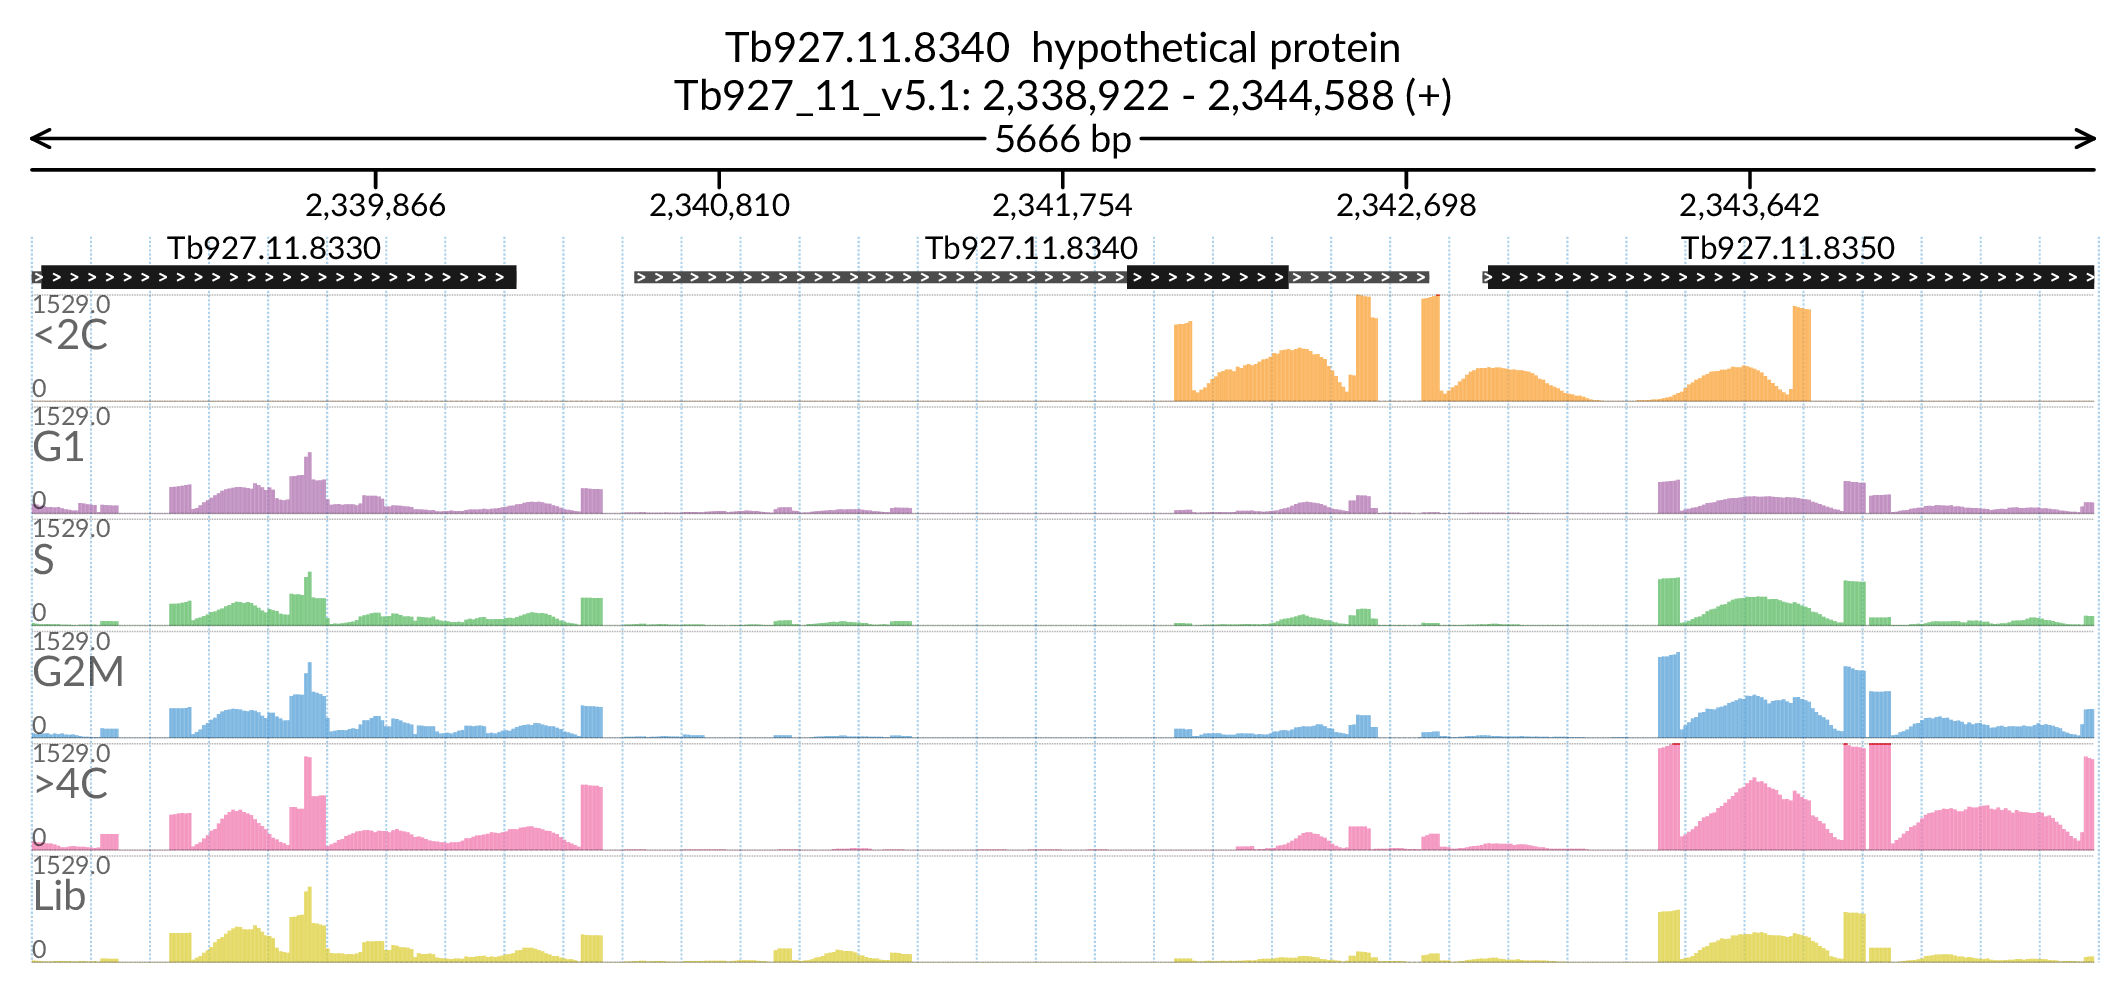 Tb927.11.8340 hypothetical protein
Tb927_11_v5.1: 2,338,922 - 2,344,588 (+)
5666 bp
2,339,866 2,340,810 2,341,754 2,342,698 2,343,642
Tb927.11.8330 Tb927.11.8340 Tb927.11.8350
1529.0
<2C
0
1529.0
G1
0
1529.0
S
0
1529.0
G2M
0
1529.0
>4C
0
1529.0
Lib
0